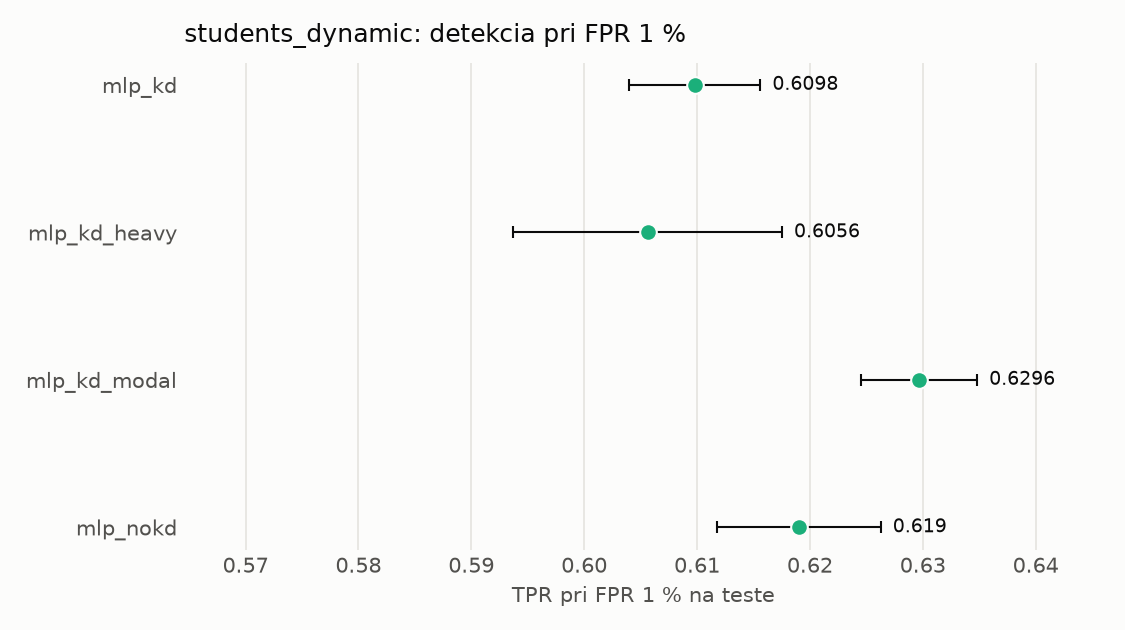 students_dynamic: detekcia pri FPR 1 %
mlp_kd
0.6098
mlp_kd_heavy
0.6056
mlp_kd_modal
0.6296
mlp_nokd
0.619
0.57 0.58 0.59 0.60 0.61 0.62 0.63 0.64
TPR pri FPR 1 % na teste